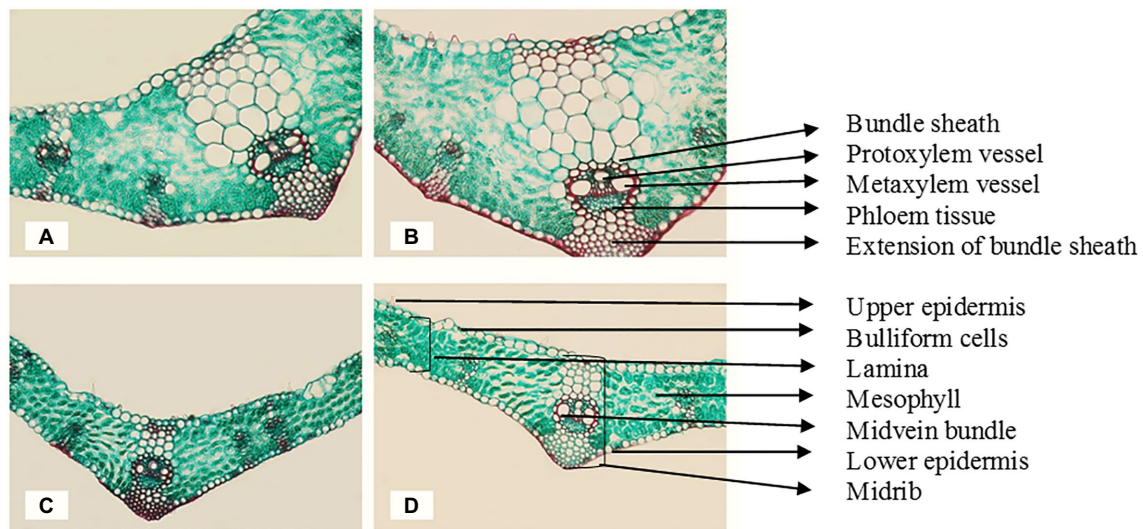 A
B
Bundle sheath
Protoxylem vessel
Metaxylem vessel
Phloem tissue
Extension of bundle sheath
C
D
Upper epidermis
Bulliform cells
Lamina
Mesophyll
Midvein bundle
Lower epidermis
Midrib